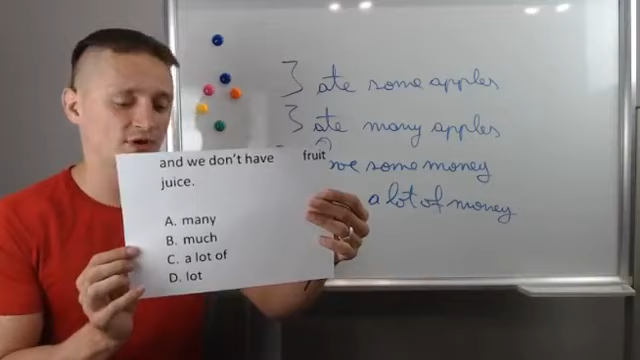 I ate some apples
I ate many apples
ve some money
a lot of money
and we don't have fruit
juice.
A. many
B. much
C. a lot of
D. lot